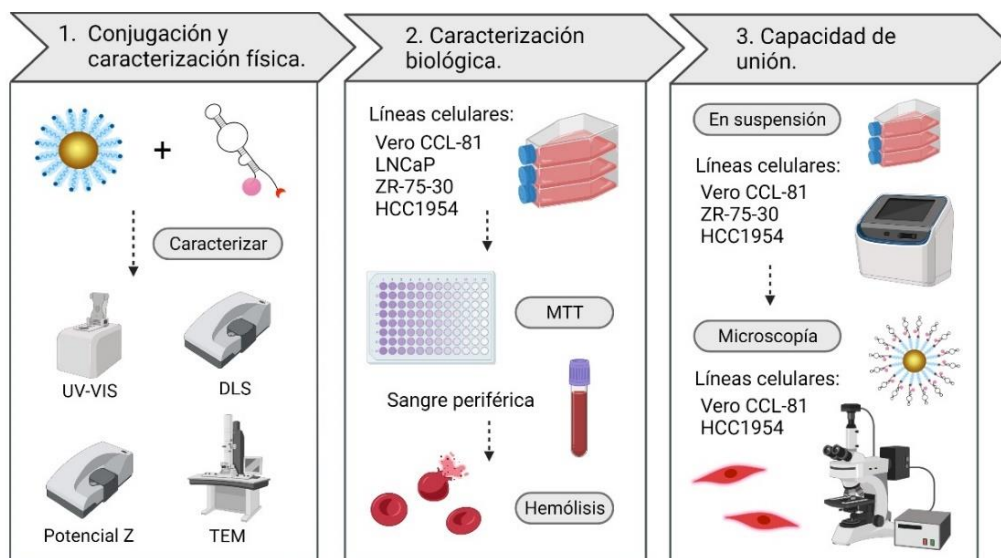 1. Conjugación y
caracterización física.
Caracterizar
UV-VIS
DLS
Potencial Z
TEM
2. Caracterización
biológica.
Líneas celulares:
Vero CCL-81
LNCaP
ZR-75-30
HCC1954
MTT
Sangre periférica
Hemólisis
3. Capacidad de
unión.
En suspensión
Líneas celulares:
Vero CCL-81
ZR-75-30
HCC1954
Microscopía
Líneas celulares:
Vero CCL-81
HCC1954